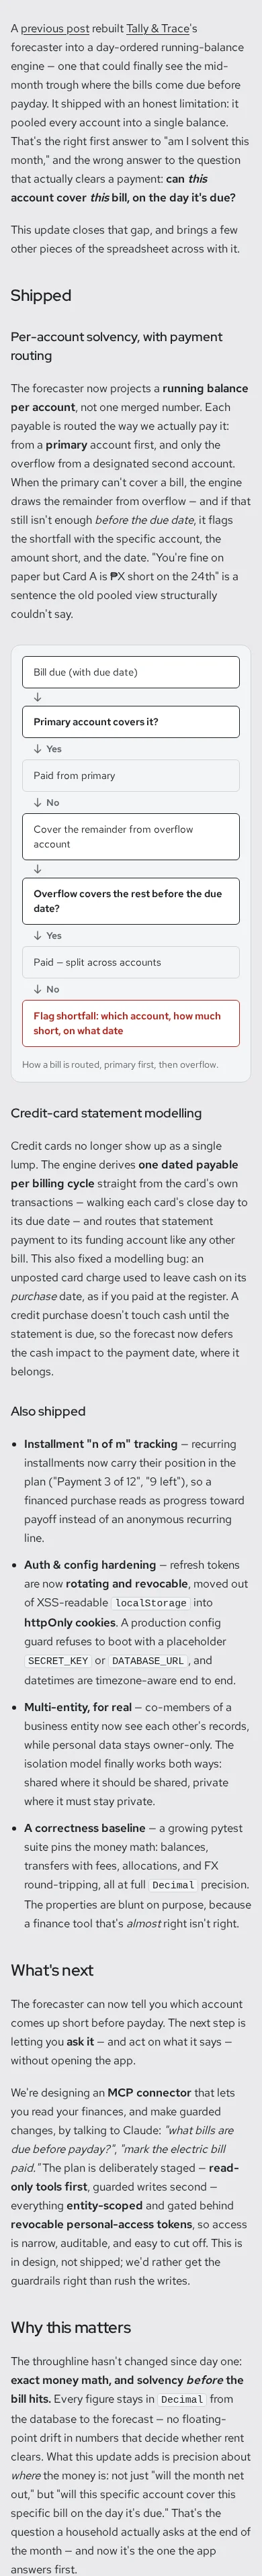 A previous post rebuilt Tally & Trace's
forecaster into a day-ordered running-balance
engine — one that could finally see the mid-
month trough where the bills come due before
payday. It shipped with an honest limitation: it
pooled every account into a single balance.
That's the right first answer to "am I solvent this
month," and the wrong answer to the question
that actually clears a payment: can this
account cover this bill, on the day it's due?
This update closes that gap, and brings a few
other pieces of the spreadsheet across with it.
Shipped
Per-account solvency, with payment
routing
The forecaster now projects a running balance
per account, not one merged number. Each
payable is routed the way we actually pay it:
from a primary account first, and only the
overflow from a designated second account.
When the primary can't cover a bill, the engine
draws the remainder from overflow — and if that
still isn't enough before the due date, it flags
the shortfall with the specific account, the
amount short, and the date. "You're fine on
paper but Card A is ₱X short on the 24th" is a
sentence the old pooled view structurally
couldn't say.
Bill due (with due date)
↓
Primary account covers it?
↓ Yes
Paid from primary
↓ No
Cover the remainder from overflow
account
↓
Overflow covers the rest before the due
date?
↓ Yes
Paid — split across accounts
↓ No
Flag shortfall: which account, how much
short, on what date
How a bill is routed, primary first, then overflow.
Credit-card statement modelling
Credit cards no longer show up as a single
lump. The engine derives one dated payable
per billing cycle straight from the card's own
transactions — walking each card's close day to
its due date — and routes that statement
payment to its funding account like any other
bill. This also fixed a modelling bug: an
unposted card charge used to leave cash on its
purchase date, as if you paid at the register. A
credit purchase doesn't touch cash until the
statement is due, so the forecast now defers
the cash impact to the payment date, where it
belongs.
Also shipped
• Installment "n of m" tracking — recurring
installments now carry their position in the
plan ("Payment 3 of 12", "9 left"), so a
financed purchase reads as progress toward
payoff instead of an anonymous recurring
line.
• Auth & config hardening — refresh tokens
are now rotating and revocable, moved out
of XSS-readable localStorage into
httpOnly cookies. A production config
guard refuses to boot with a placeholder
SECRET_KEY or DATABASE_URL, and
datetimes are timezone-aware end to end.
• Multi-entity, for real — co-members of a
business entity now see each other's records,
while personal data stays owner-only. The
isolation model finally works both ways:
shared where it should be shared, private
where it must stay private.
• A correctness baseline — a growing pytest
suite pins the money math: balances,
transfers with fees, allocations, and FX
round-tripping, all at full Decimal precision.
The properties are blunt on purpose, because
a finance tool that's almost right isn't right.
What's next
The forecaster can now tell you which account
comes up short before payday. The next step is
letting you ask it — and act on what it says —
without opening the app.
We're designing an MCP connector that lets
you read your finances, and make guarded
changes, by talking to Claude: "what bills are
due before payday?", "mark the electric bill
paid." The plan is deliberately staged — read-
only tools first, guarded writes second —
everything entity-scoped and gated behind
revocable personal-access tokens, so access
is narrow, auditable, and easy to cut off. This is
in design, not shipped; we'd rather get the
guardrails right than rush the writes.
Why this matters
The throughline hasn't changed since day one:
exact money math, and solvency before the
bill hits. Every figure stays in Decimal from
the database to the forecast — no floating-
point drift in numbers that decide whether rent
clears. What this update adds is precision about
where the money is: not just "will the month net
out," but "will this specific account cover this
specific bill on the day it's due." That's the
question a household actually asks at the end of
the month — and now it's the one the app
answers first.